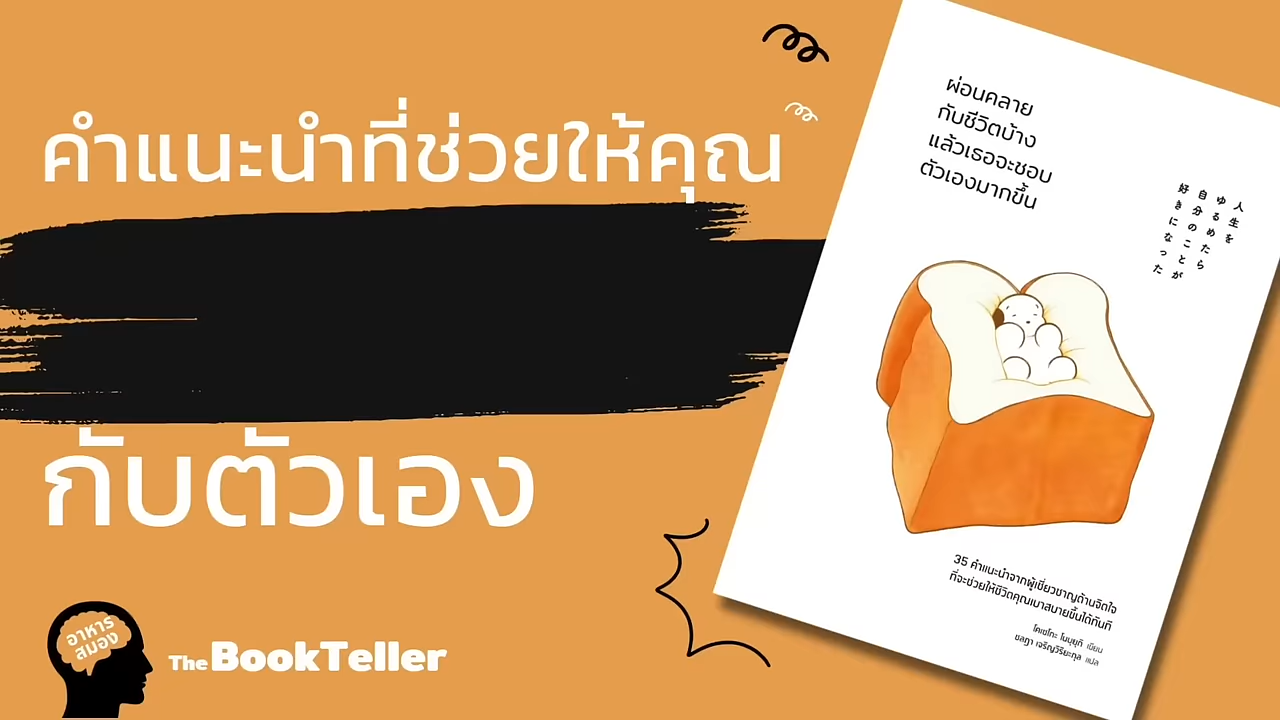 คำแนะนำที่ช่วยให้คุณ
กับตัวเอง
อาหาร
สมอง
The BookTeller
ผ่อนคลาย
กับชีวิตบ้าง
แล้วเธอจะชอบ
ตัวเองมากขึ้น
人生を
ゆるめたら
自分のことが
好きになった
35 คำแนะนำจากผู้เชี่ยวชาญด้านจิตใจ
ที่จะช่วยให้ชีวิตคุณเบาสบายขึ้นได้ทันที
โคเซโกะ โนบุยุกิ เขียน
ชลฎา เจริญวิริยะกุล แปล